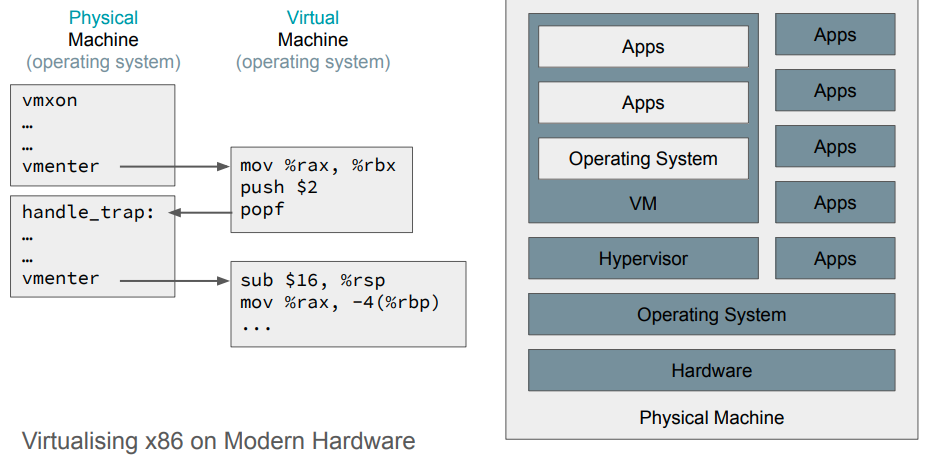 Physical
Machine
(operating system)
Virtual
Machine
(operating system)
vmxon
…
…
vmenter
mov %rax, %rbx
push $2
popf
handle_trap:
…
…
vmenter
sub $16, %rsp
mov %rax, -4(%rbp)
...
Virtualising x86 on Modern Hardware
Apps
Apps
Operating System
VM
Hypervisor
Apps
Apps
Apps
Apps
Apps
Operating System
Hardware
Physical Machine